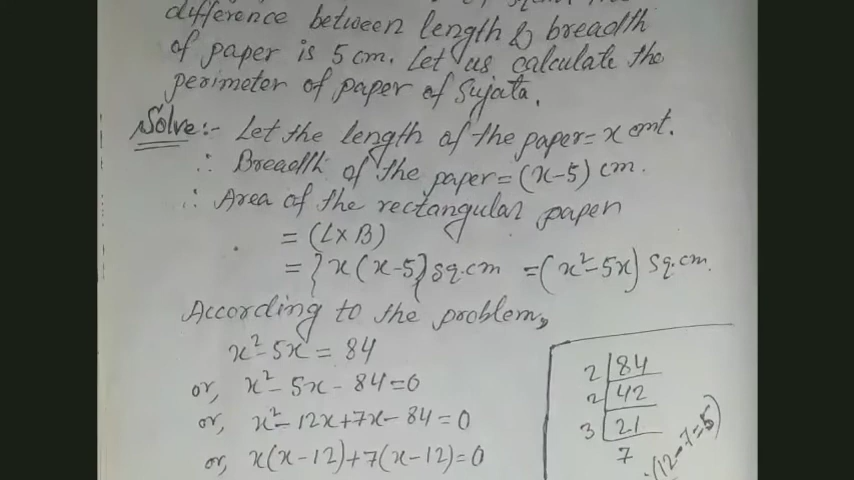 difference between length & breadth
of paper is 5 cm. Let us calculate the
perimeter of paper of Sujata.
Solve:- Let the length of the paper = x cmt.
∴ Breadth of the paper = (x-5) cm.
∴ Area of the rectangular paper
= (L×B)
= {x(x-5} sq.cm = (x²-5x) sq.cm.
According to the problem,
x²-5x = 84
or, x²-5x-84=0
or, x²-12x+7x-84=0
or, x(x-12)+7(x-12)=0
2 84
2 42
3 21
7
(12-7=5)